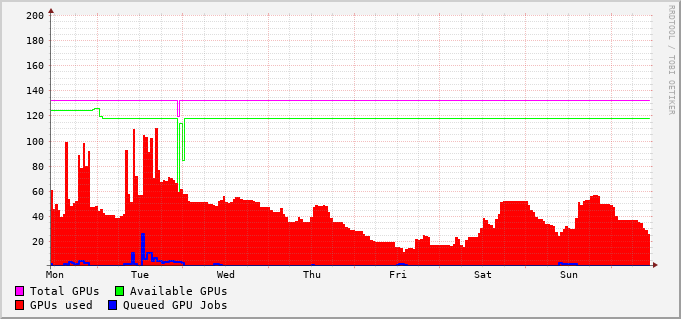 200
180
160
140
120
100
80
60
40
20
Mon Tue Wed Thu Fri Sat Sun
Total GPUs Available GPUs
GPUs used Queued GPU Jobs
RRDTOOL / TOBI OETIKER